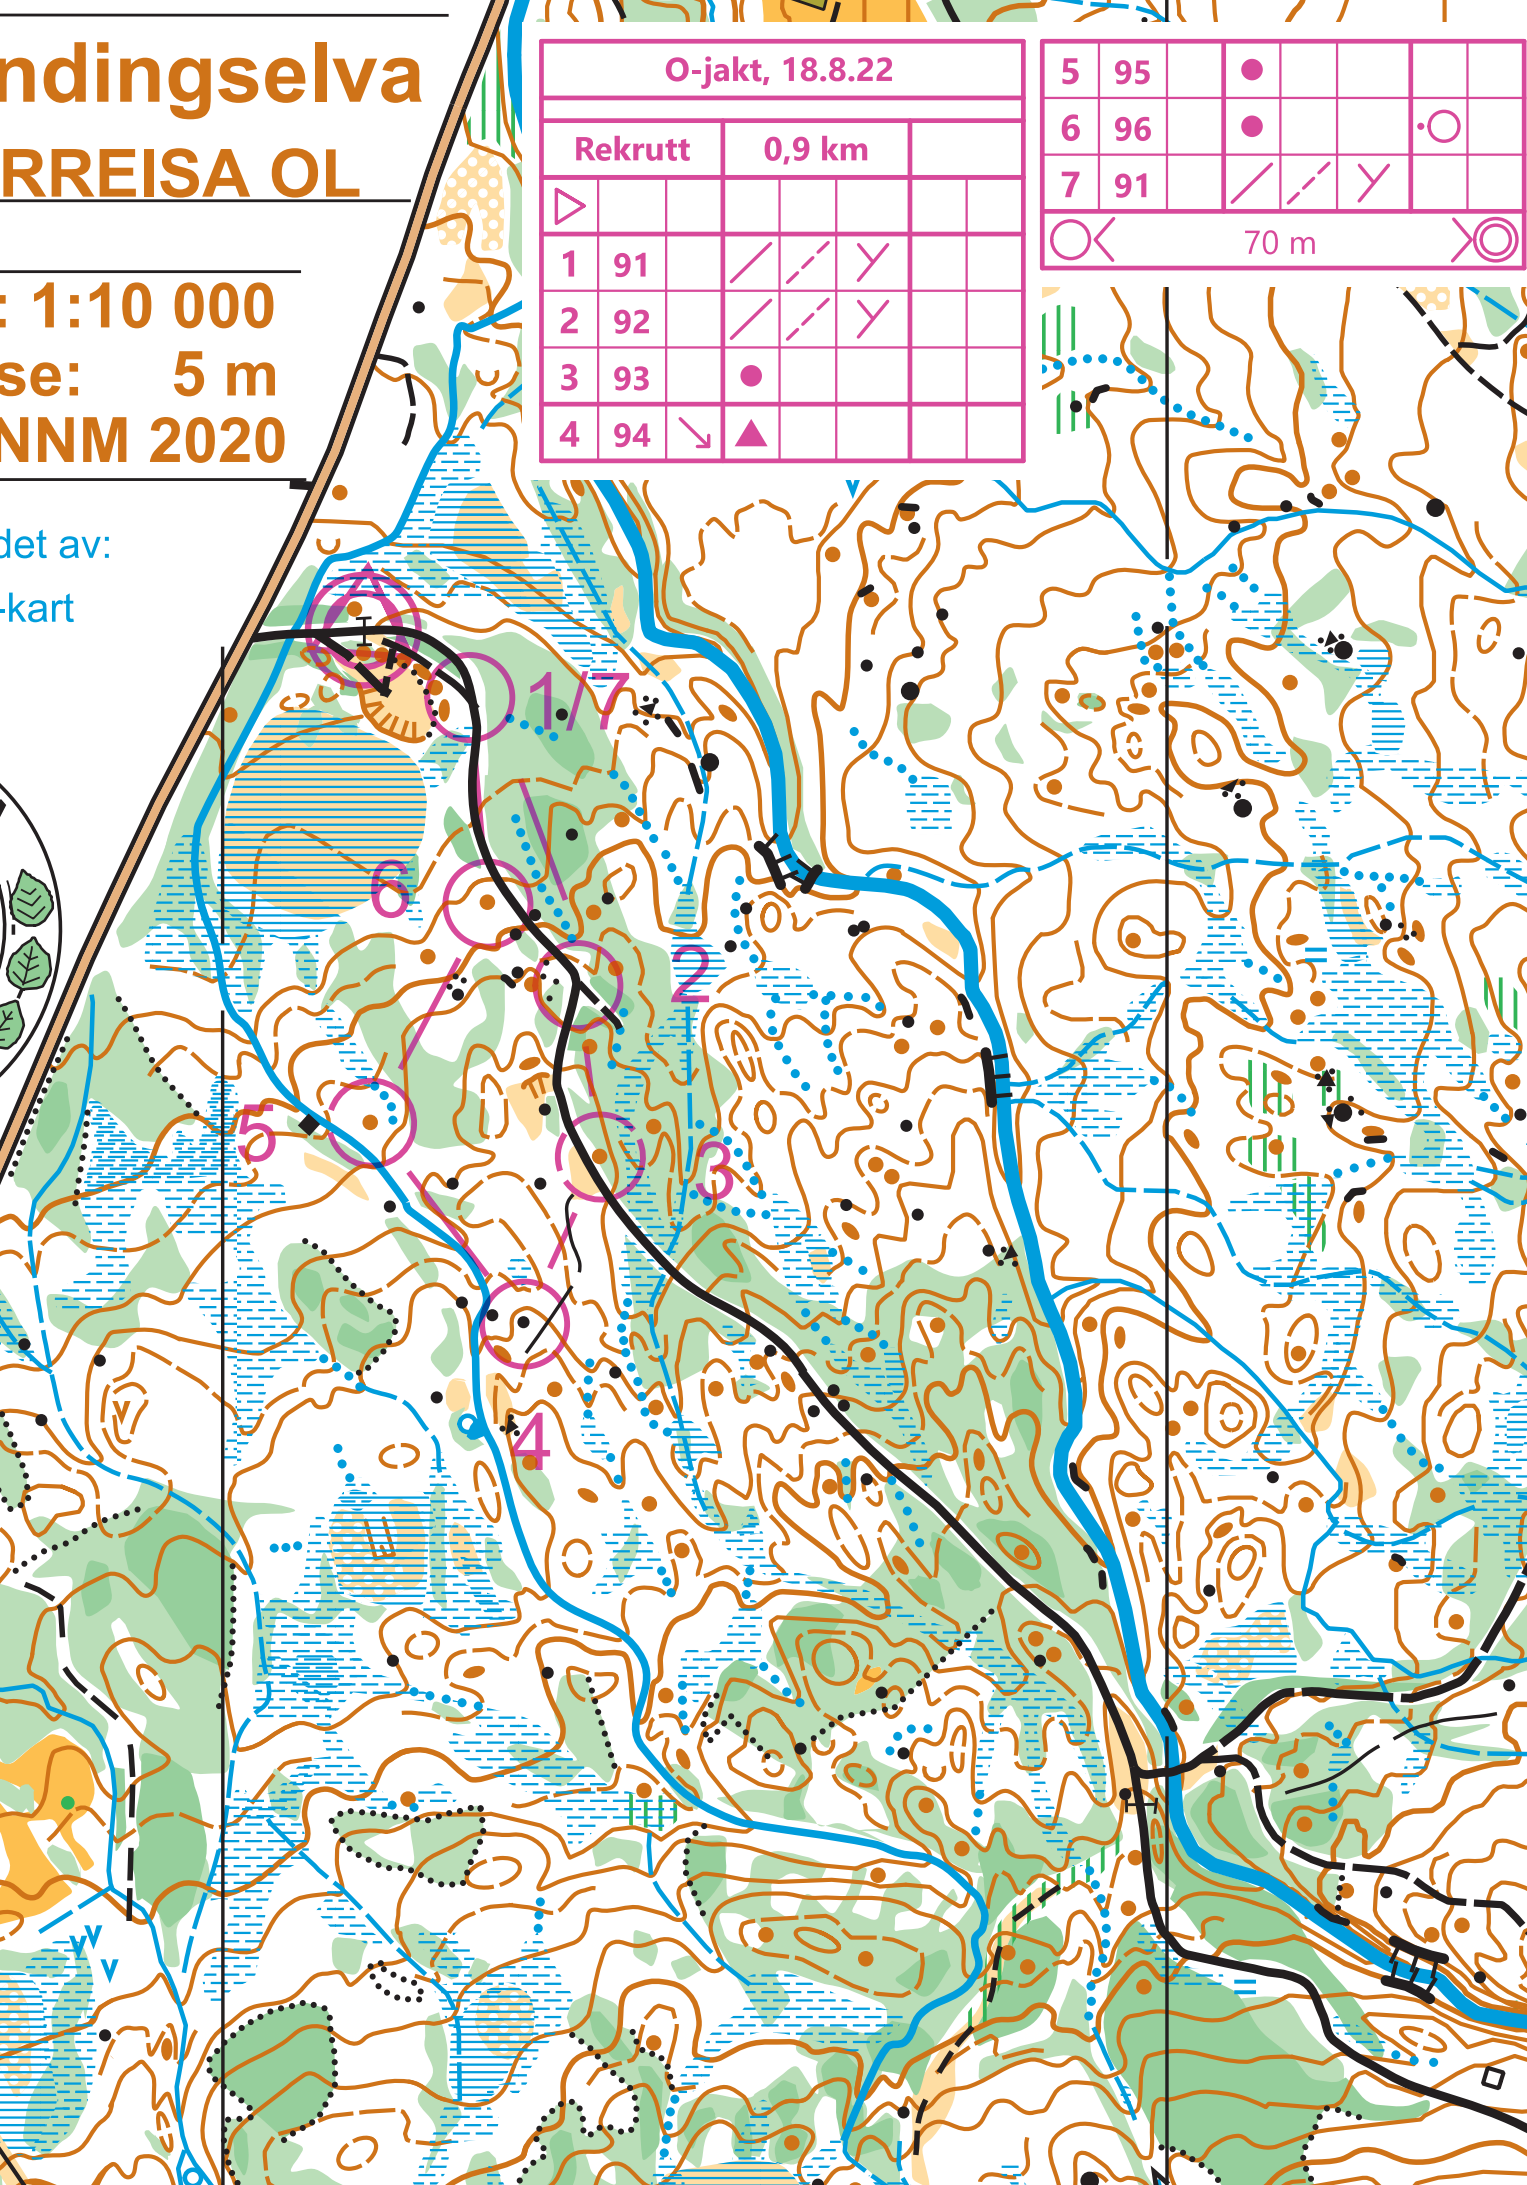 ndingselva
RREISA OL
: 1:10 000
se: 5 m
NNM 2020
det av:
-kart
O-jakt, 18.8.22
Rekrutt 0,9 km
1 91
2 92
3 93
4 94
5 95
6 96
7 91
70 m
1/7
6
2
5
3
4